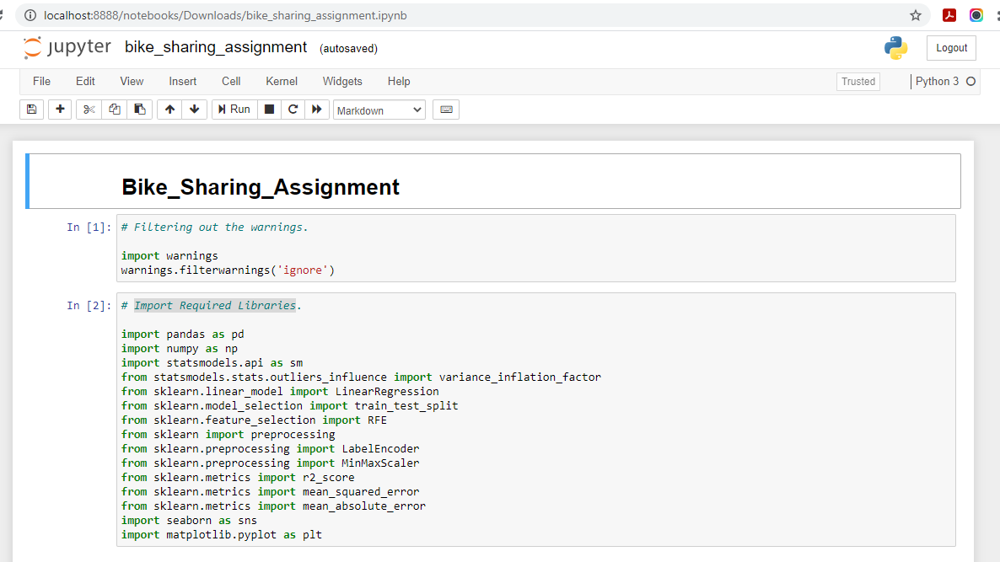 localhost:8888/notebooks/Downloads/bike_sharing_assignment.ipynb
jupyter bike_sharing_assignment (autosaved)
Logout
File Edit View Insert Cell Kernel Widgets Help
Trusted
Python 3
Run
Markdown
Bike_Sharing_Assignment
In [1]:
# Filtering out the warnings.
import warnings
warnings.filterwarnings('ignore')
In [2]:
# Import Required Libraries.
import pandas as pd
import numpy as np
import statsmodels.api as sm
from statsmodels.stats.outliers_influence import variance_inflation_factor
from sklearn.linear_model import LinearRegression
from sklearn.model_selection import train_test_split
from sklearn.feature_selection import RFE
from sklearn import preprocessing
from sklearn.preprocessing import LabelEncoder
from sklearn.preprocessing import MinMaxScaler
from sklearn.metrics import r2_score
from sklearn.metrics import mean_squared_error
from sklearn.metrics import mean_absolute_error
import seaborn as sns
import matplotlib.pyplot as plt